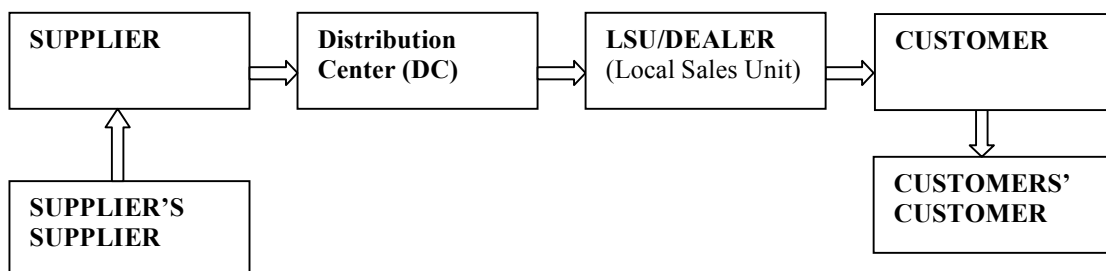 SUPPLIER
Distribution
Center (DC)
LSU/DEALER
(Local Sales Unit)
CUSTOMER
SUPPLIER’S
SUPPLIER
CUSTOMERS’
CUSTOMER